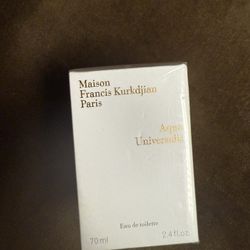 Maison
Francis Kurkdjian
Paris
Aqua
Universalis
Eau de toilette
70 ml 2.4 fl.oz.